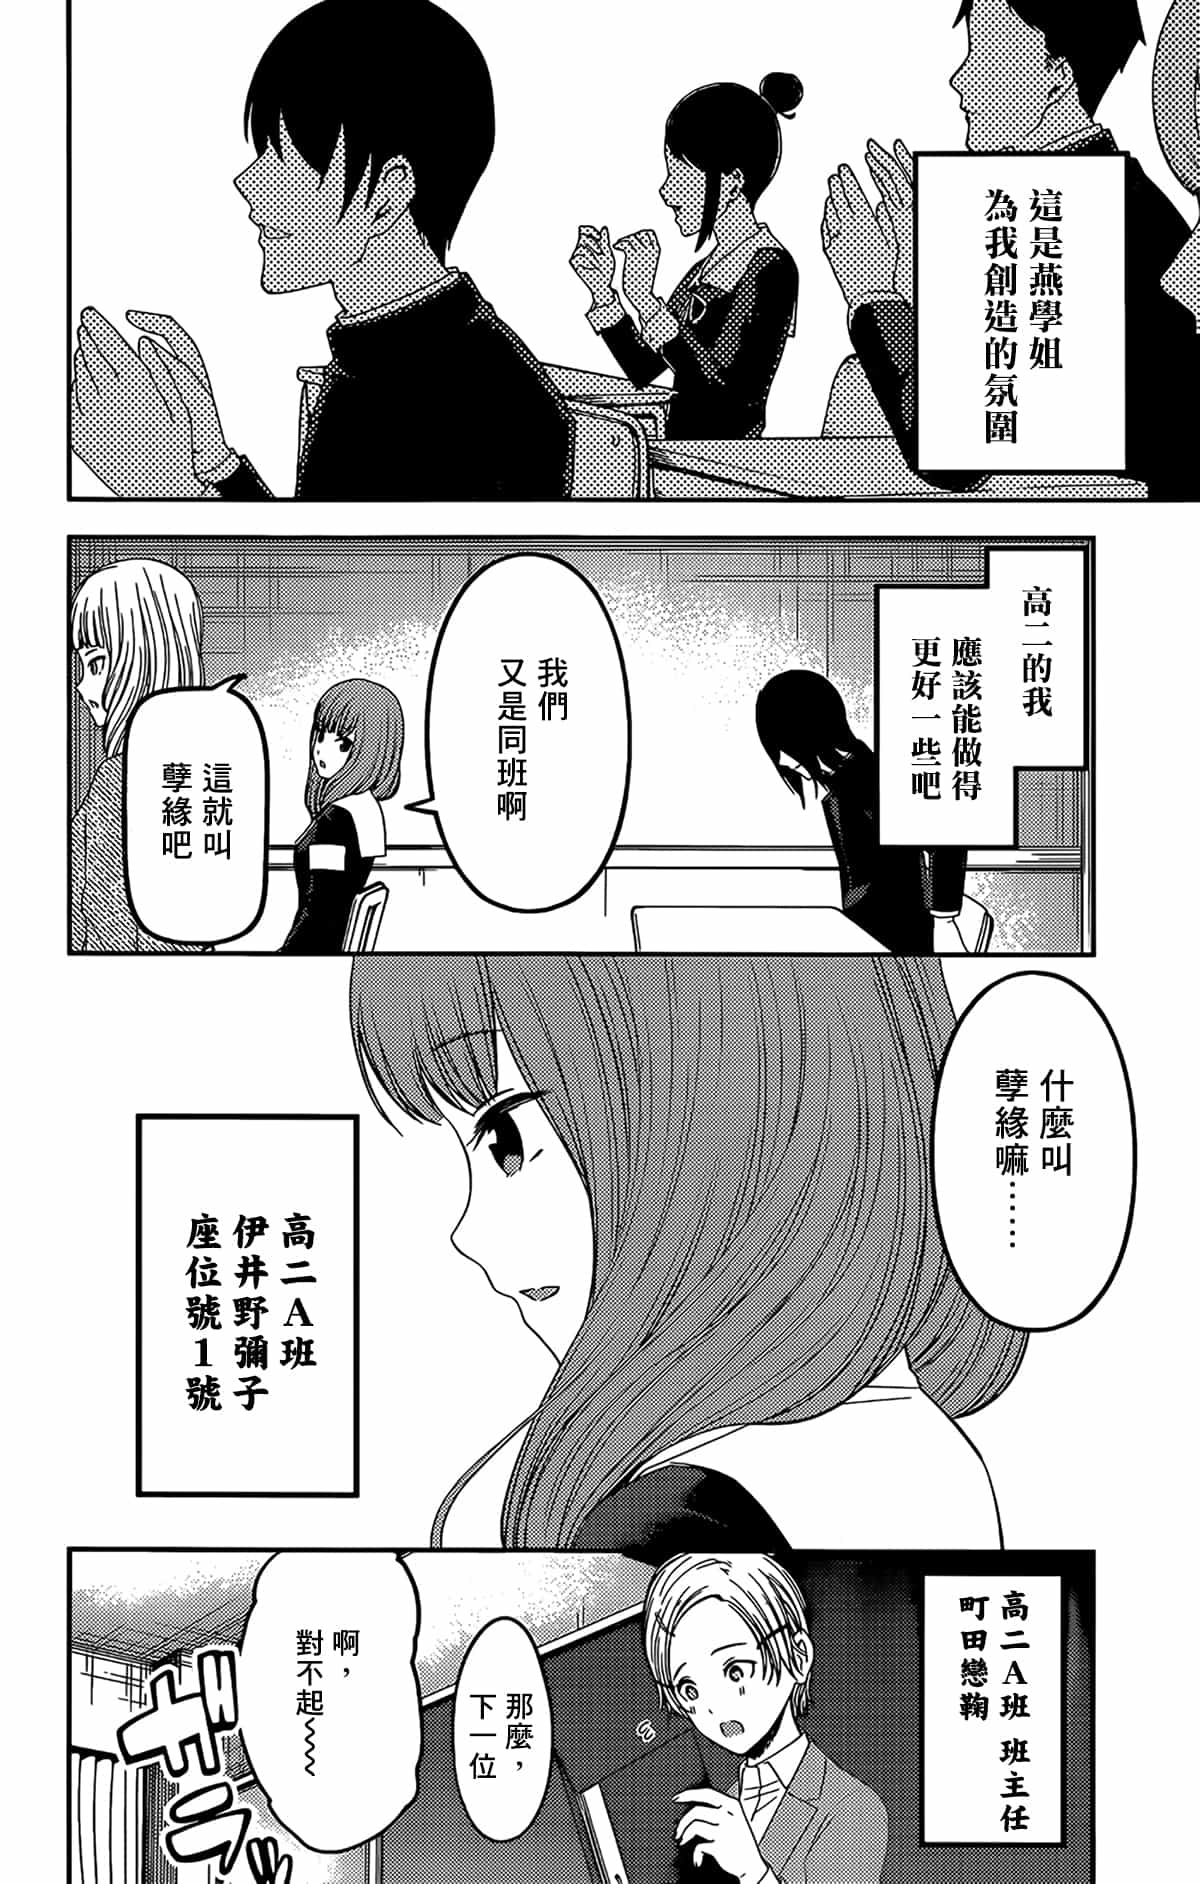 這是燕學姐
為我創造的氛圍
高二的我
應該能做得
更好一些吧
我們
又是同班啊
這就叫
孽緣吧
什麼叫
孽緣嘛……
高二A班
伊井野彌子
座位號1號
高二A班 班主任
町田戀鞠
那麼，
下一位
啊，
對不起
ガラッ